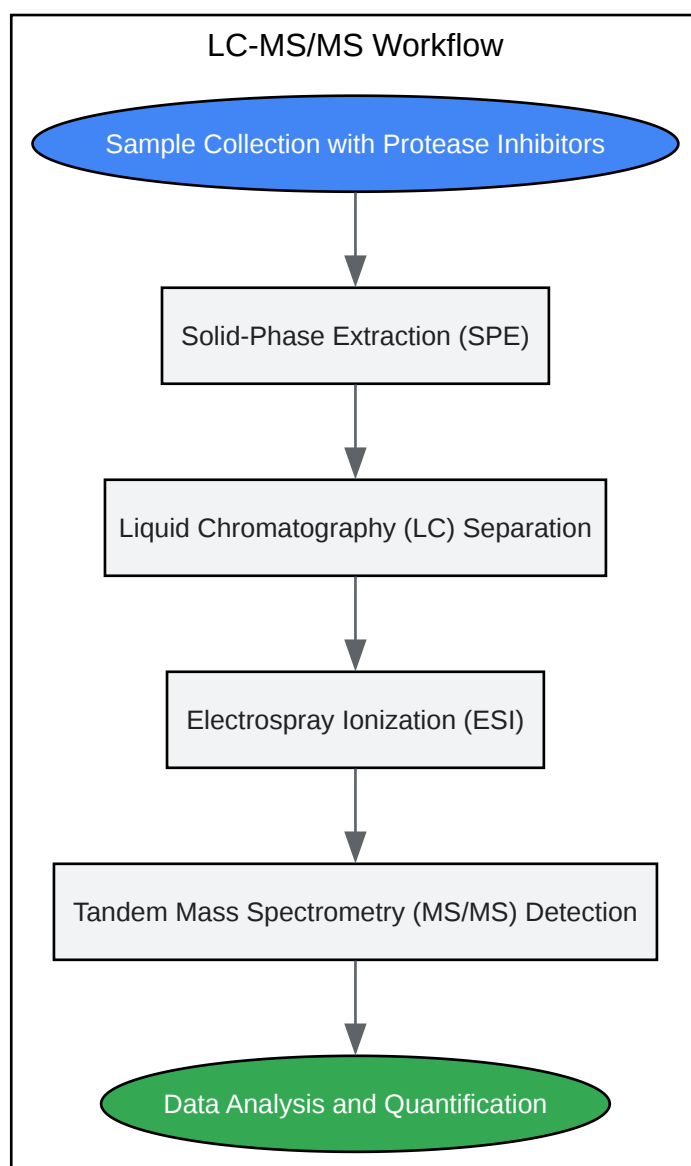 LC-MS/MS Workflow
Sample Collection with Protease Inhibitors
Solid-Phase Extraction (SPE)
Liquid Chromatography (LC) Separation
Electrospray Ionization (ESI)
Tandem Mass Spectrometry (MS/MS) Detection
Data Analysis and Quantification